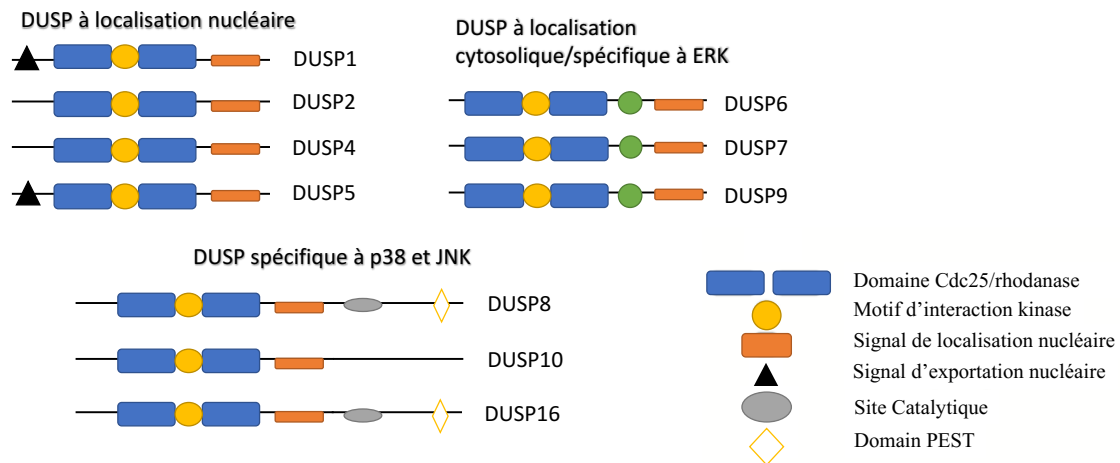 DUSP à localisation nucléaire
DUSP1
DUSP2
DUSP4
DUSP5
DUSP à localisation
cytosolique/spécifique à ERK
DUSP6
DUSP7
DUSP9
DUSP spécifique à p38 et JNK
DUSP8
DUSP10
DUSP16
Domaine Cdc25/rhodanase
Motif d'interaction kinase
Signal de localisation nucléaire
Signal d'exportation nucléaire
Site Catalytique
Domain PEST